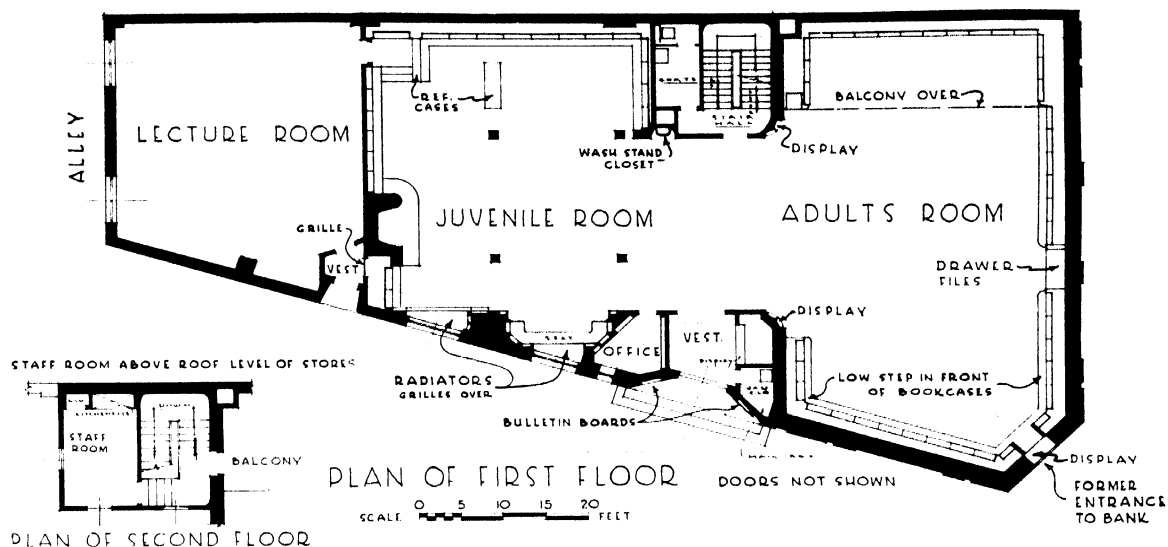 ALLEY
LECTURE ROOM
REF.
CASES
STAIR
HALL
BALCONY OVER
WASH STAND
CLOSET
DISPLAY
JUVENILE ROOM
ADULTS ROOM
GRILLE
VEST.
DRAWER
FILES
DISPLAY
STAFF ROOM ABOVE ROOF LEVEL OF STORES
OFFICE
VEST.
DISPLAY
RADIATORS
GRILLES OVER
LOW STEP IN FRONT
OF BOOKCASES
BULLETIN BOARDS
STAFF
ROOM
BALCONY
DISPLAY
PLAN OF FIRST FLOOR
DOORS NOT SHOWN
FORMER
ENTRANCE
TO BANK
0 5 10 15 20
SCALE FEET
PLAN OF SECOND FLOOR